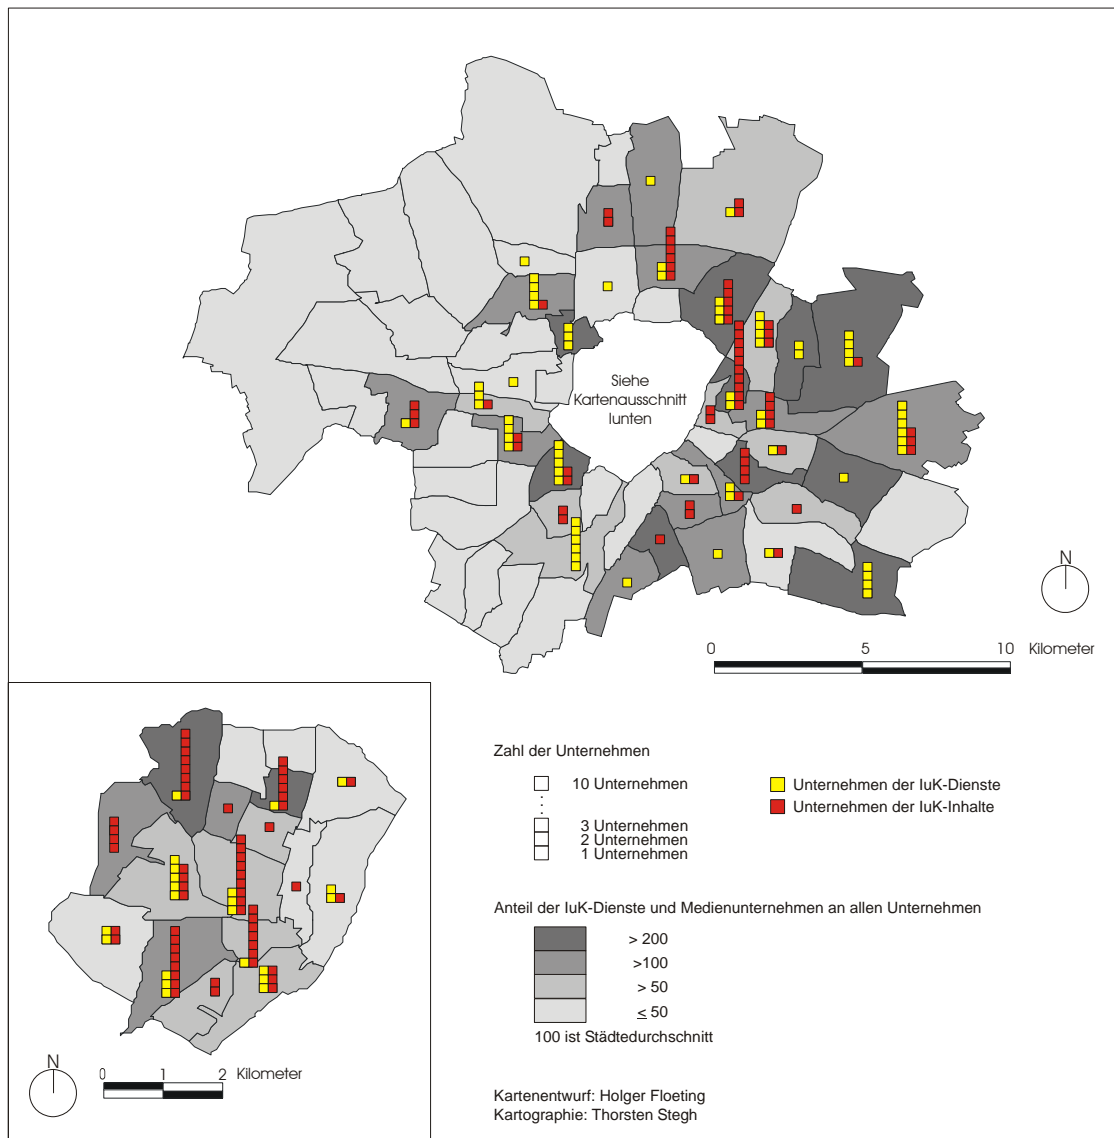 Siehe
Kartenausschnitt
lunten
N
0 5 10 Kilometer
N
0 1 2 Kilometer
Zahl der Unternehmen
10 Unternehmen
3 Unternehmen
2 Unternehmen
1 Unternehmen
Unternehmen der IuK-Dienste
Unternehmen der IuK-Inhalte
Anteil der IuK-Dienste und Medienunternehmen an allen Unternehmen
> 200
>100
> 50
≤ 50
100 ist Städtedurchschnitt
Kartenentwurf: Holger Floeting
Kartographie: Thorsten Stegh